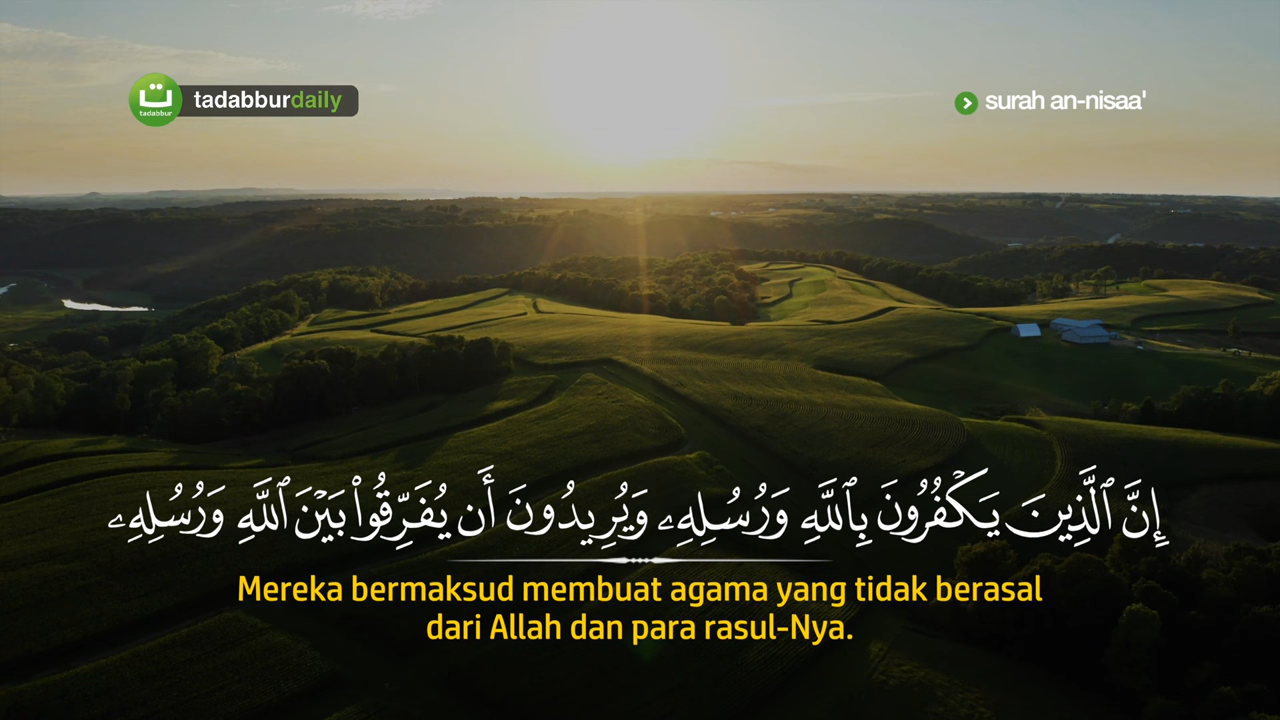 ت
tadabbur
tadabburdaily
surah an-nisaa'
إِنَّ ٱلَّذِينَ يَكْفُرُونَ بِٱللَّهِ وَرُسُلِهِۦ وَيُرِيدُونَ أَن يُفَرِّقُوا۟ بَيْنَ ٱللَّهِ وَرُسُلِهِۦ
Mereka bermaksud membuat agama yang tidak berasal
dari Allah dan para rasul-Nya.